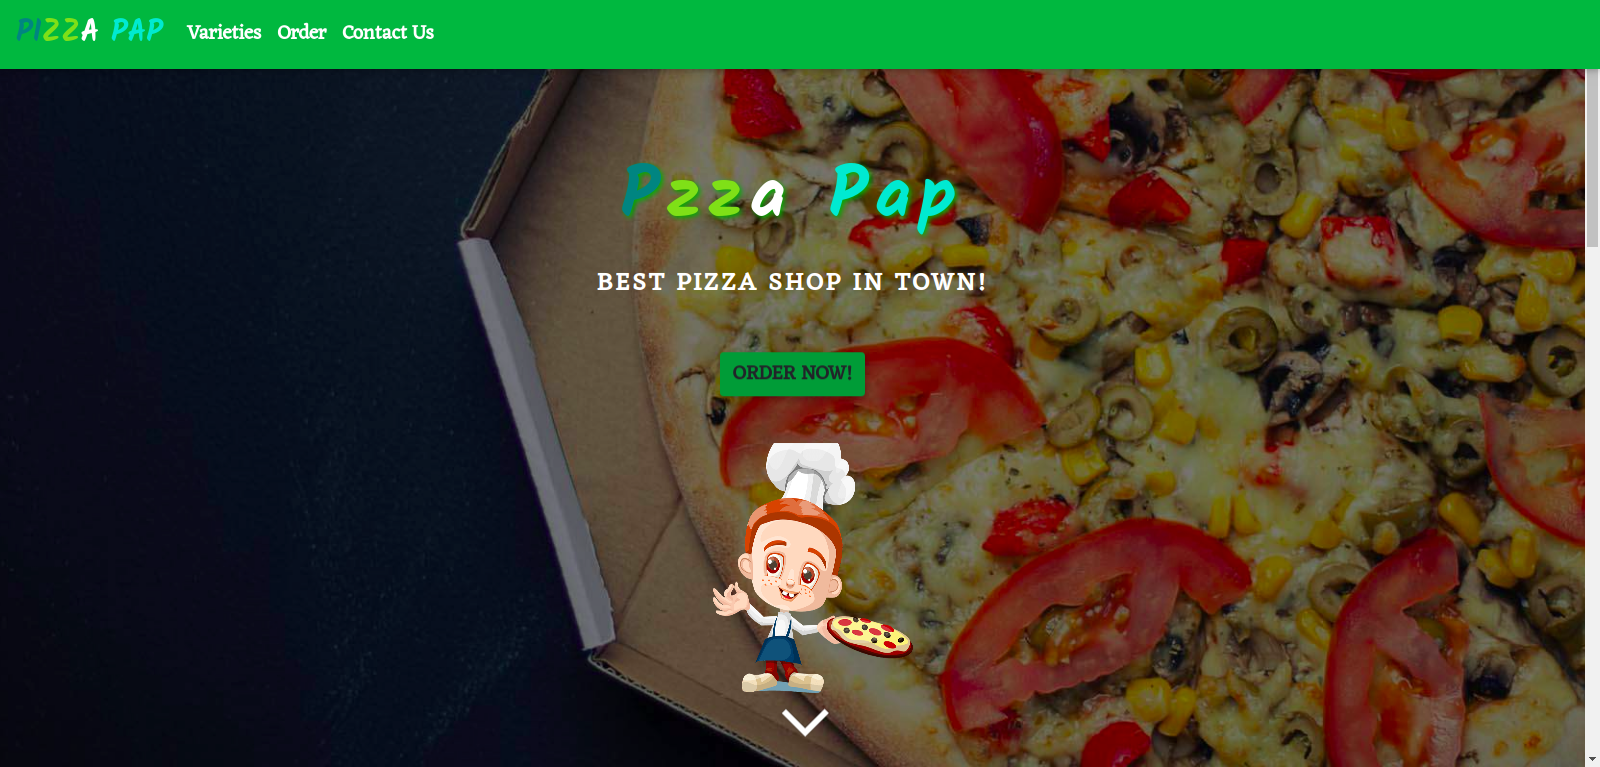 PIZZA PAP Varieties Order Contact Us
Pzza Pap
BEST PIZZA SHOP IN TOWN!
ORDER NOW!